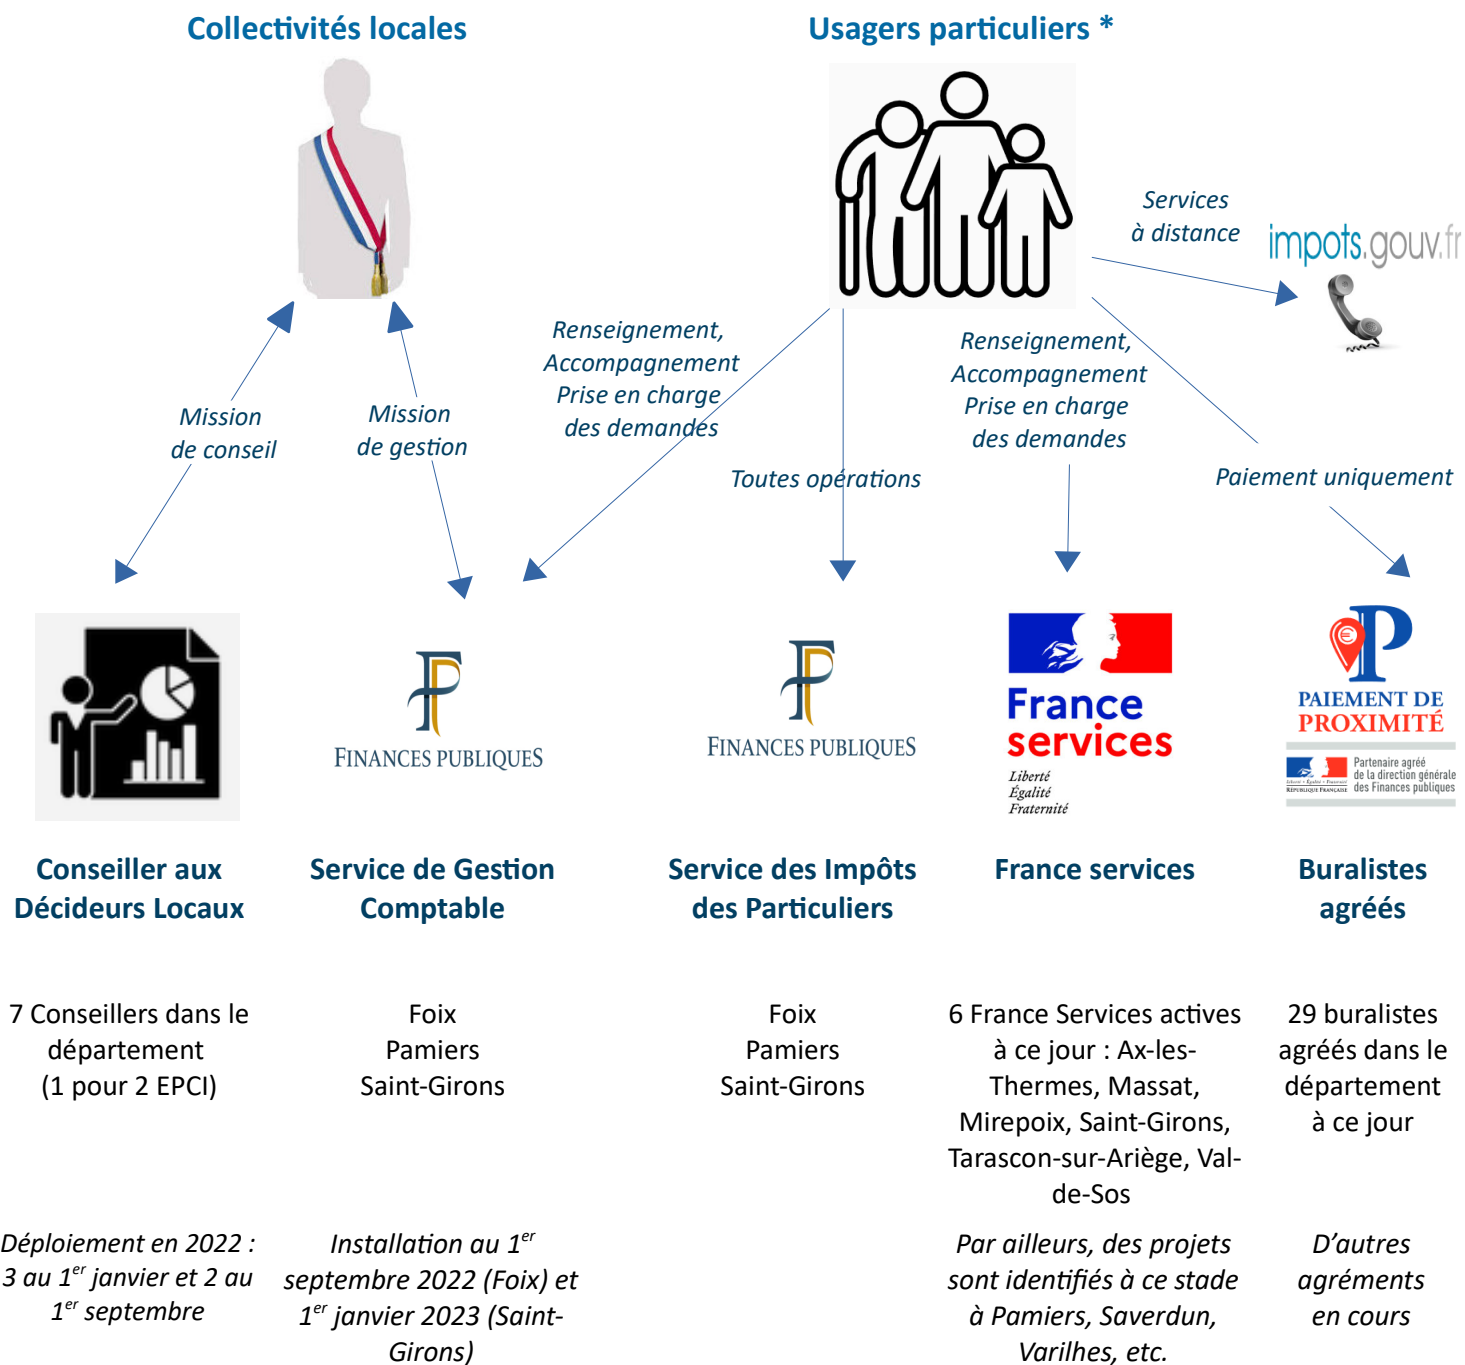 Collectivités locales
Usagers particuliers *
Services
à distance
impots.gouv.fr
Renseignement,
Accompagnement
Prise en charge
des demandes
Renseignement,
Accompagnement
Prise en charge
des demandes
Mission
de conseil
Mission
de gestion
Toutes opérations
Paiement uniquement
FINANCES PUBLIQUES
FINANCES PUBLIQUES
France
services
Liberté
Égalité
Fraternité
P
PAIEMENT DE
PROXIMITÉ
Liberté • Égalité • Fraternité
RÉPUBLIQUE FRANÇAISE
Partenaire agréé
de la direction générale
des Finances publiques
Conseiller aux
Décideurs Locaux
Service de Gestion
Comptable
Service des Impôts
des Particuliers
France services
Buralistes
agréés
7 Conseillers dans le
département
(1 pour 2 EPCI)
Foix
Pamiers
Saint-Girons
Foix
Pamiers
Saint-Girons
6 France Services actives
à ce jour : Ax-les-
Thermes, Massat,
Mirepoix, Saint-Girons,
Tarascon-sur-Ariège, Val-
de-Sos
29 buralistes
agréés dans le
département
à ce jour
Déploiement en 2022 :
3 au 1er janvier et 2 au
1er septembre
Installation au 1er
septembre 2022 (Foix) et
1er janvier 2023 (Saint-
Girons)
Par ailleurs, des projets
sont identifiés à ce stade
à Pamiers, Saverdun,
Varilhes, etc.
D’autres
agréments
en cours